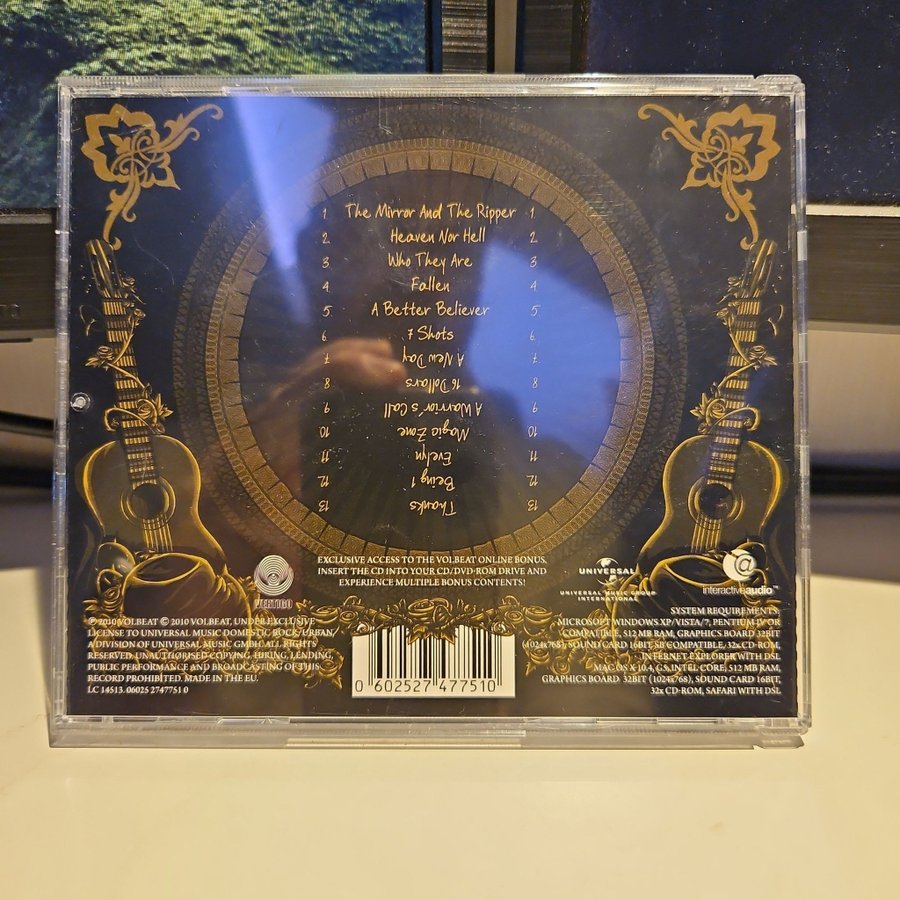 1 The Mirror And The Ripper 1
2 Heaven Nor Hell 2
3 Who They Are 3
4 Fallen 4
5 A Better Believer 5
6 7 Shots 6
7 A New Day 7
8 16 Dollars 8
9 A Warrior's Call 9
10 Magic Zone 10
11 Evelyn 11
12 Being 1 12
13 Thanks 13
EXCLUSIVE ACCESS TO THE VOLBEAT ONLINE BONUS.
INSERT THE CD INTO YOUR CD/DVD-ROM DRIVE AND
EXPERIENCE MULTIPLE BONUS CONTENTS!
VERTIGO
UNIVERSAL
UNIVERSAL MUSIC GROUP
INTERNATIONAL
@
interactiveaudio™
℗ 2010 VOLBEAT © 2010 VOLBEAT, UNDER EXCLUSIVE
LICENSE TO UNIVERSAL MUSIC DOMESTIC ROCK/URBAN,
A DIVISION OF UNIVERSAL MUSIC GMBH. ALL RIGHTS
RESERVED. UNAUTHORISED COPYING, HIRING, LENDING,
PUBLIC PERFORMANCE AND BROADCASTING OF THIS
RECORD PROHIBITED. MADE IN THE EU.
LC 14513. 06025 2747751 0
0 602527 477510
SYSTEM REQUIREMENTS:
MICROSOFT WINDOWS XP/VISTA/7, PENTIUM IV OR
COMPATIBLE, 512 MB RAM, GRAPHICS BOARD 32BIT
(1024x768), SOUND CARD 16BIT, SB COMPATIBLE, 32x CD-ROM,
INTERNET EXPLORER WITH DSL
MAC OS X 10.4, G5, INTEL CORE, 512 MB RAM,
GRAPHICS BOARD 32BIT (1024x768), SOUND CARD 16BIT,
32x CD-ROM, SAFARI WITH DSL